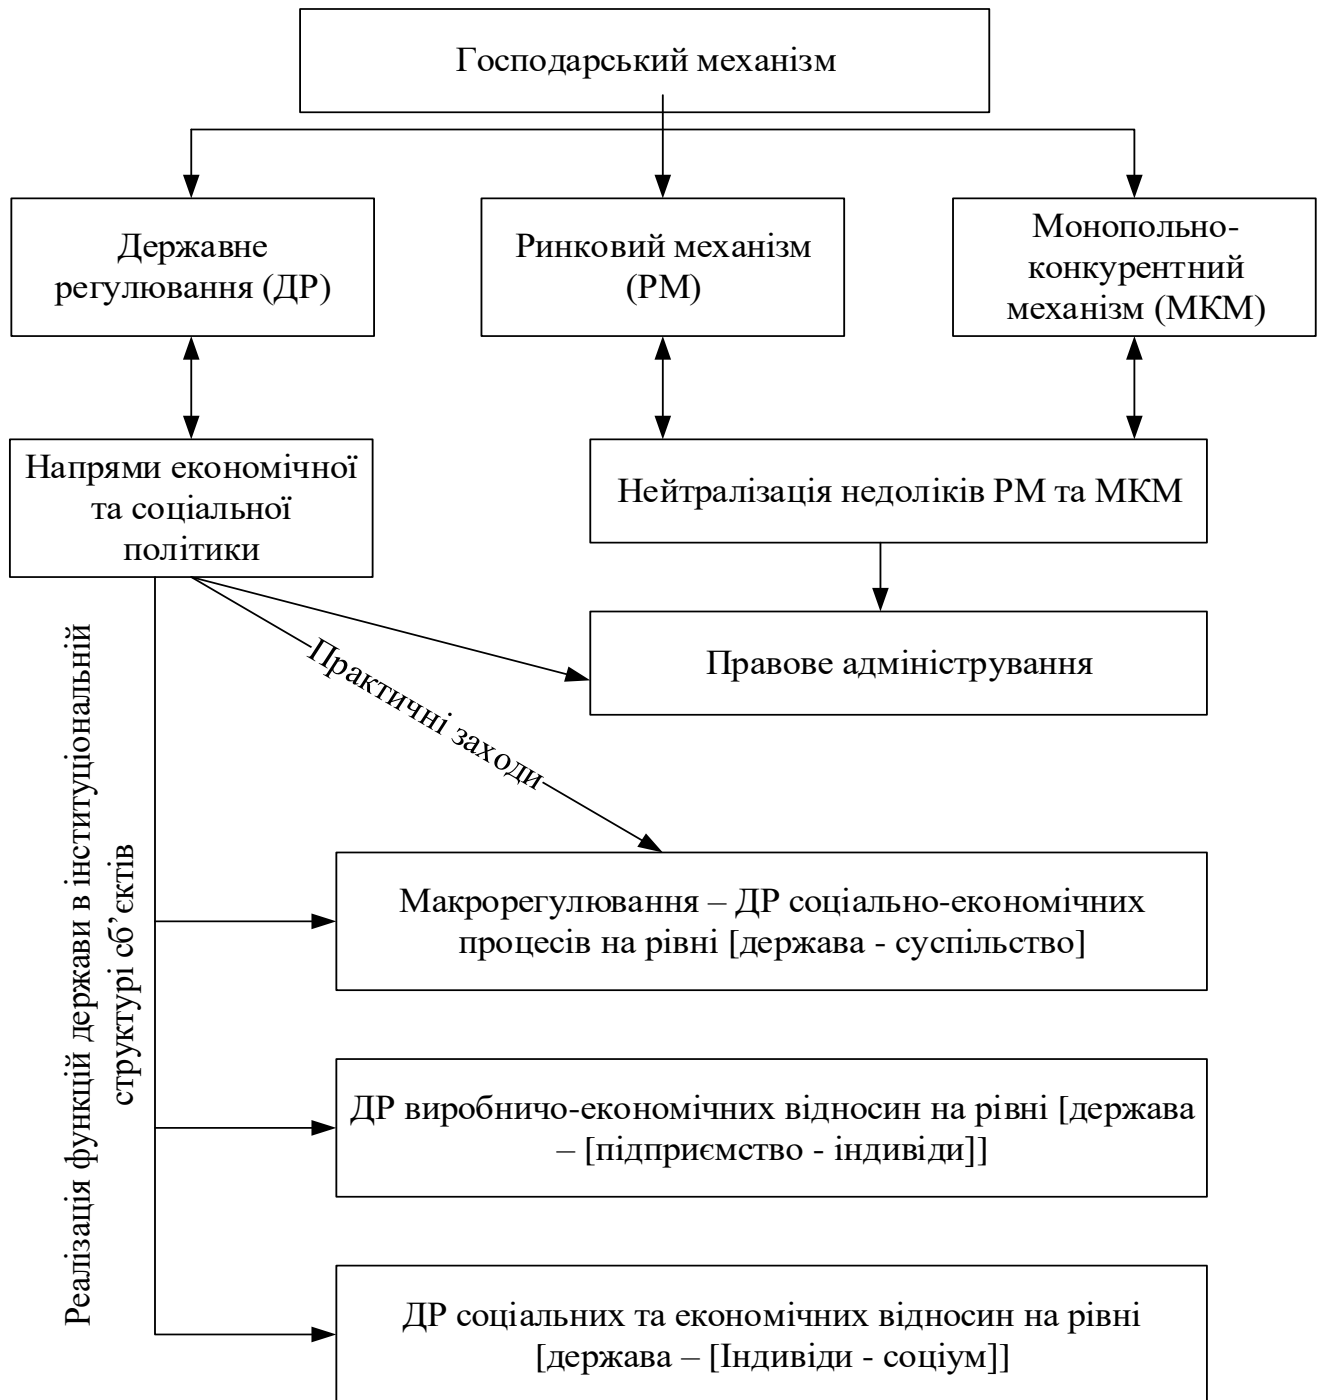 Господарський механізм
Державне
регулювання (ДР)
Ринковий механізм
(РМ)
Монопольно-
конкурентний
механізм (МКМ)
Напрями економічної
та соціальної
політики
Нейтралізація недоліків РМ та МКМ
Правове адміністрування
Практичні заходи
Реалізація функцій держави в інституціональній
структурі сб’єктів
Макрорегулювання – ДР соціально-економічних
процесів на рівні [держава - суспільство]
ДР виробничо-економічних відносин на рівні [держава
– [підприємство - індивіди]]
ДР соціальних та економічних відносин на рівні
[держава – [Індивіди - соціум]]